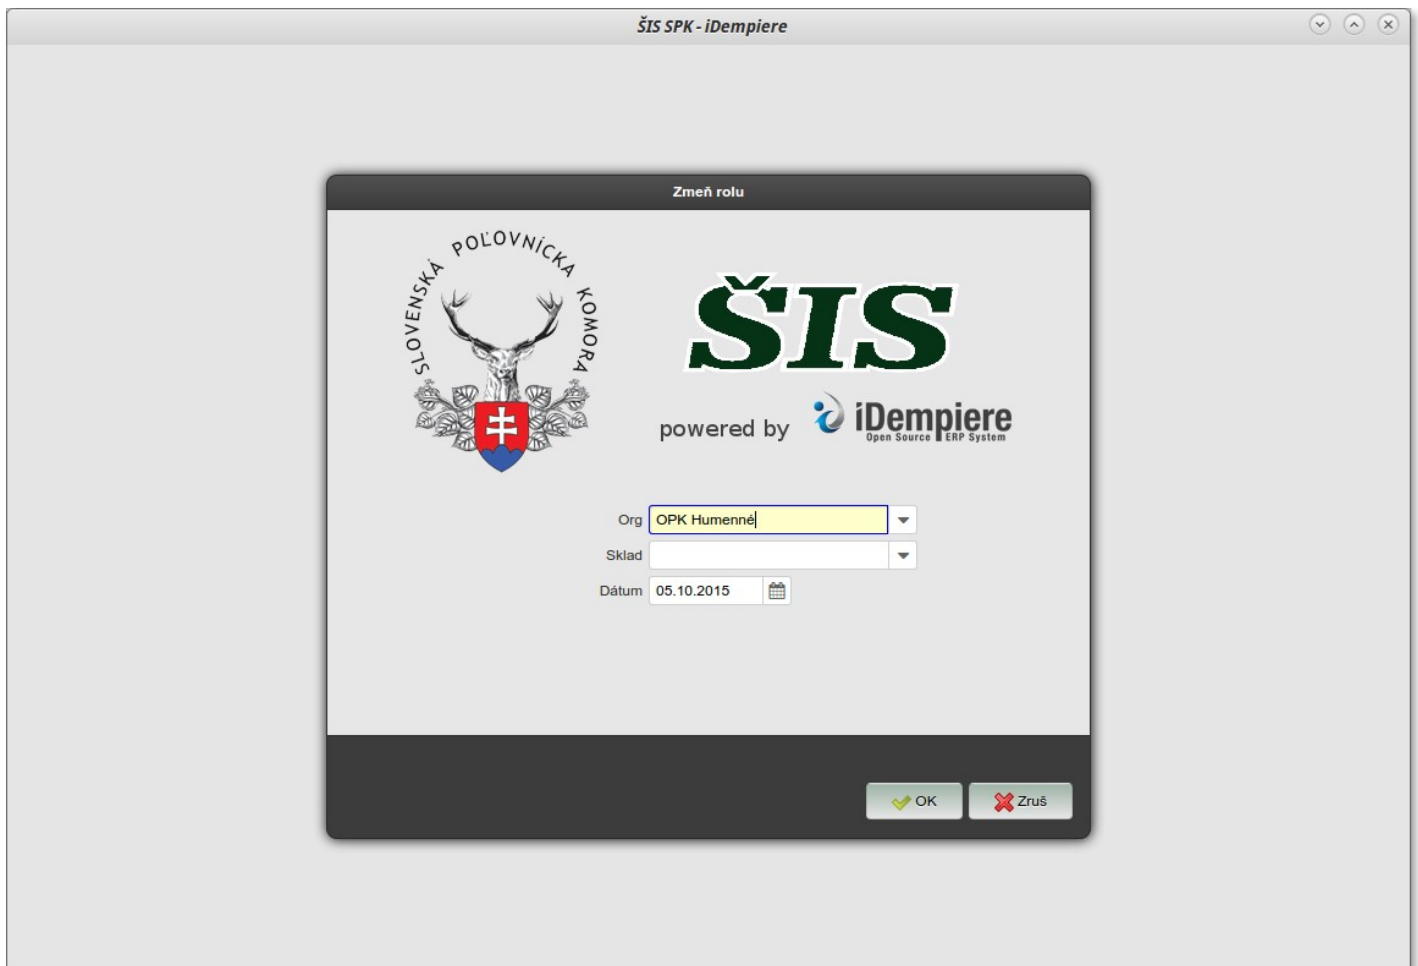 ŠIS SPK - iDempiere
Zmeň rolu
SLOVENSKÁ POĽOVNÍCKA KOMORA
ŠIS
powered by iDempiere
Open Source ERP System
Org OPK Humenné
Sklad
Dátum 05.10.2015
OK Zruš